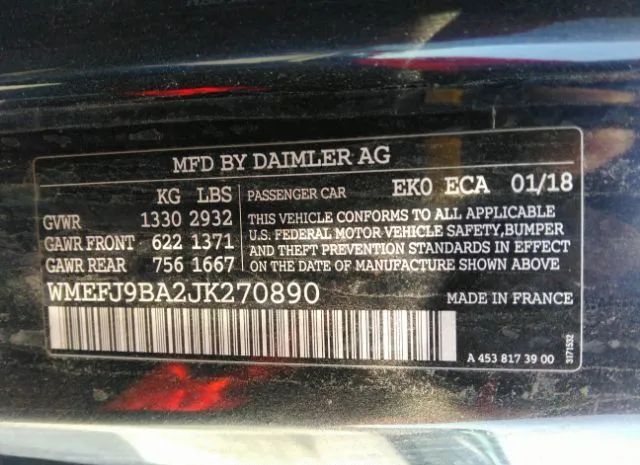 MFD BY DAIMLER AG
KG LBS
GVWR 1330 2932
GAWR FRONT 622 1371
GAWR REAR 756 1667
PASSENGER CAR EK0 ECA 01/18
THIS VEHICLE CONFORMS TO ALL APPLICABLE
U.S. FEDERAL MOTOR VEHICLE SAFETY,BUMPER
AND THEFT PREVENTION STANDARDS IN EFFECT
ON THE DATE OF MANUFACTURE SHOWN ABOVE
WMEFJ9BA2JK270890
MADE IN FRANCE
A 453 817 39 00
3171532